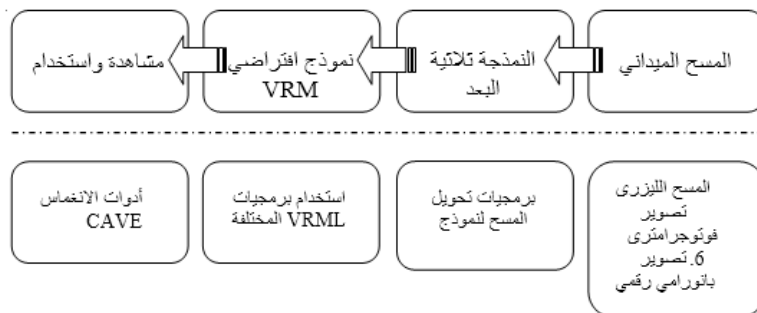 المسح الميداني
النمذجة ثلاثية
البعد
نموذج افتراضي
VRM
مشاهدة واستخدام
المسح الليزرى
تصوير
فوتوجرامترى
6. تصوير
بانورامي رقمي
برمجيات تحويل
المسح لنموذج
استخدام برمجيات
VRML المختلفة
أدوات الانغماس
CAVE